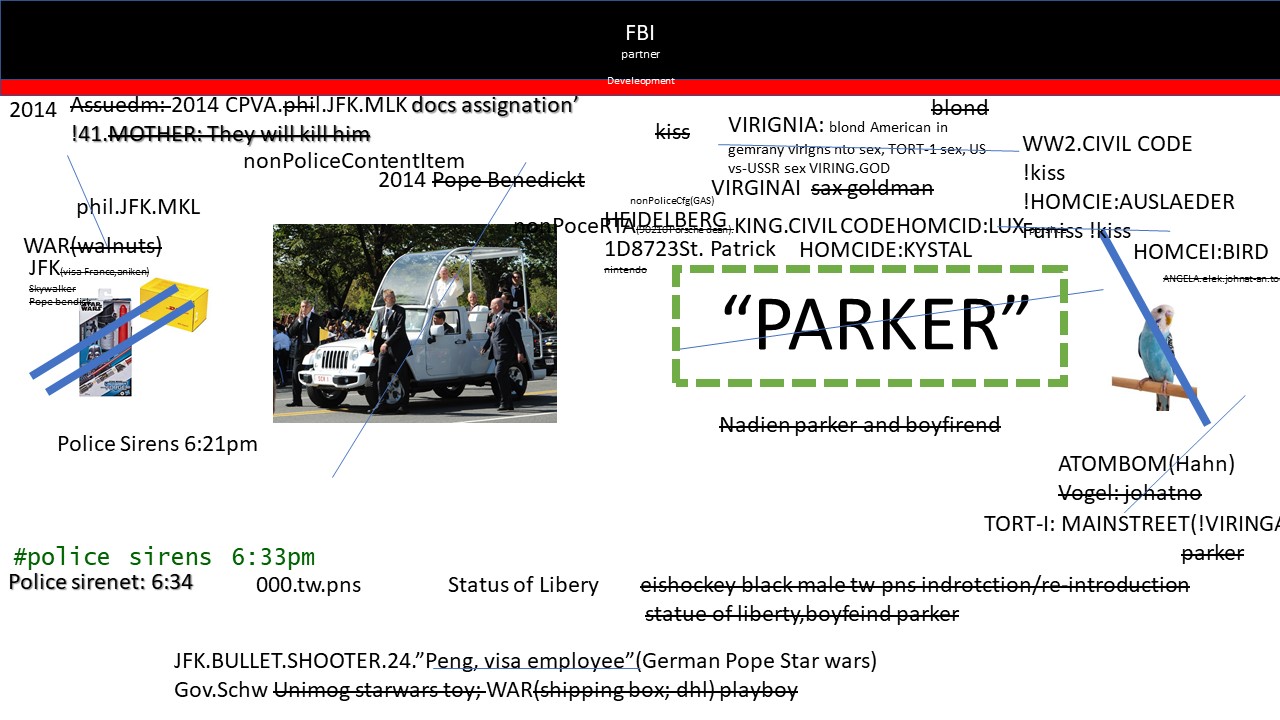 FBI
partner
Develeopment
2014
Assuedm: 2014 CPVA.phil.JFK.MLK docs assignation’
!41.MOTHER: They will kill him
nonPoliceContentItem
2014 Pope Benedickt
phil.JFK.MKL
WAR(walnuts)
JFK(visa France,aniken)
Skywalker
Pope bendickt
STAR WARS
Police Sirens 6:21pm
blond
kiss
VIRIGNIA: blond American in
gemrany virigns nto sex, TORT-1 sex, US
vs-USSR sex VIRING.GOD
VIRGINAI sax goldman
nonPoliceCfg(GAS)
HEIDELBERG
nonPoceRTA
.KING.CIVIL CODEHOMCID:LUX
1D8723St. Patrick
HOMCIDE:KYSTAL
nintendo
WW2.CIVIL CODE
!kiss
!HOMCIE:AUSLAEDER
Funiss !kiss
HOMCEI:BIRD
ANGELA.elek.johnat-an.to
“PARKER”
Nadien parker and boyfirend
ATOMBOM(Hahn)
Vogel: johatno
TORT-I: MAINSTREET(!VIRINGA
parker
#police sirens 6:33pm
Police sirenet: 6:34
000.tw.pns
Status of Libery
eishockey black male tw pns indrotction/re-introduction
statue of liberty,boyfeind parker
JFK.BULLET.SHOOTER.24.”Peng, visa employee”(German Pope Star wars)
Gov.Schw Unimog starwars toy; WAR(shipping box; dhl) playboy